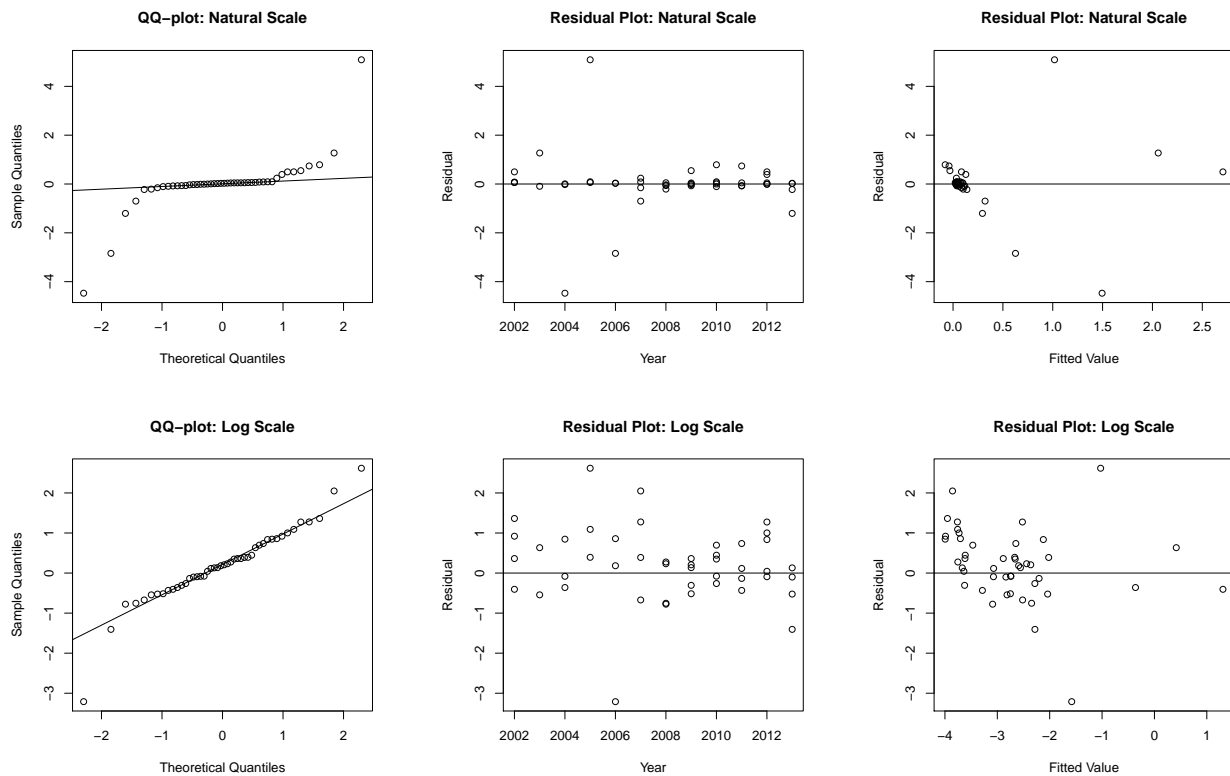 QQ−plot: Natural Scale
Sample Quantiles
4
2
0
−2
−4
−2 −1 0 1 2
Theoretical Quantiles
Residual Plot: Natural Scale
Residual
4
2
0
−2
−4
2002 2004 2006 2008 2010 2012
Year
Residual Plot: Natural Scale
Residual
4
2
0
−2
−4
0.0 0.5 1.0 1.5 2.0 2.5
Fitted Value
QQ−plot: Log Scale
Sample Quantiles
2
1
0
−1
−2
−3
−2 −1 0 1 2
Theoretical Quantiles
Residual Plot: Log Scale
Residual
2
1
0
−1
−2
−3
2002 2004 2006 2008 2010 2012
Year
Residual Plot: Log Scale
Residual
2
1
0
−1
−2
−3
−4 −3 −2 −1 0 1
Fitted Value